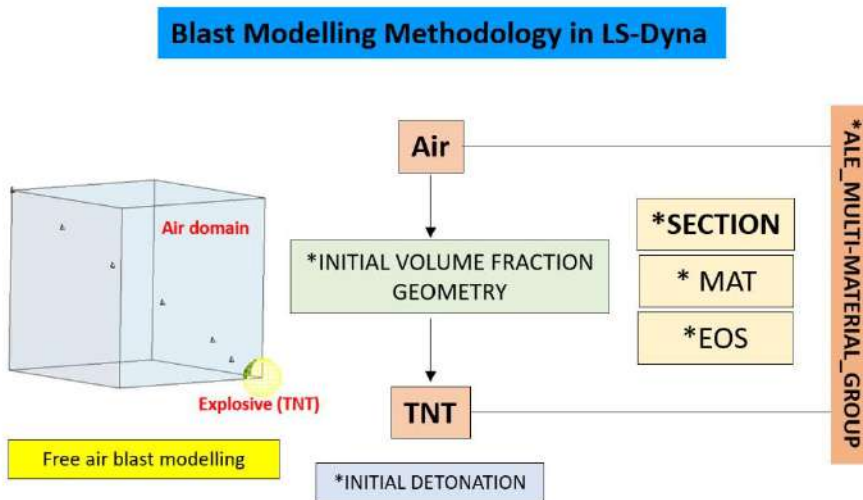 Blast Modelling Methodology in LS-Dyna
Air
Air domain
*SECTION
*INITIAL VOLUME FRACTION
GEOMETRY
* MAT
*EOS
Explosive (TNT)
TNT
Free air blast modelling
*INITIAL DETONATION
*ALE_MULTI-MATERIAL_GROUP